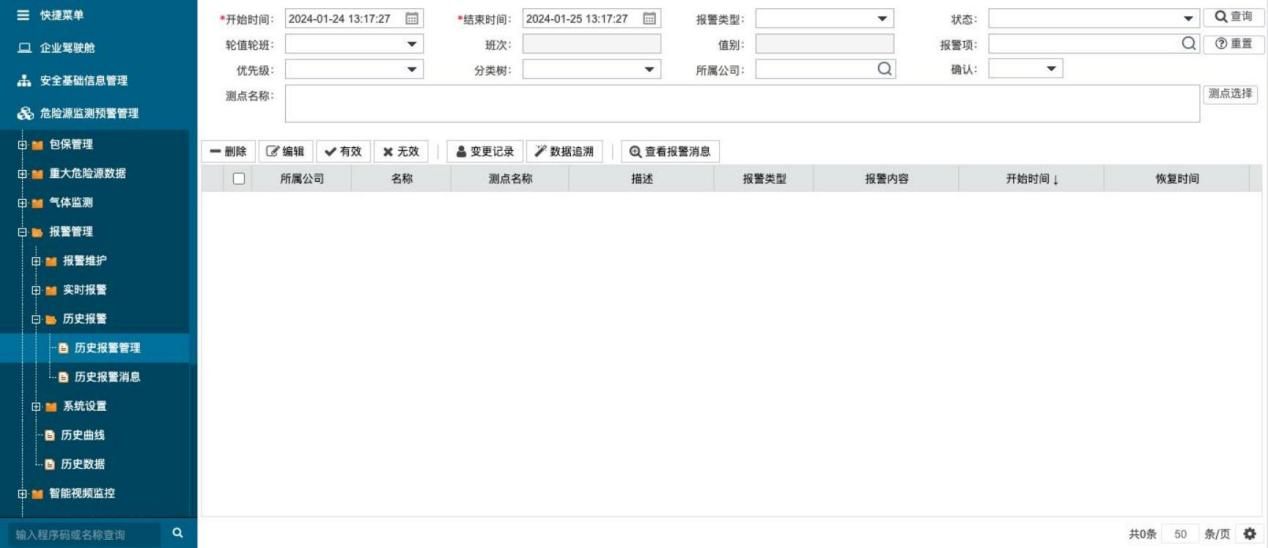 快捷菜单
企业驾驶舱
安全基础信息管理
危险源监测预警管理
包保管理
重大危险源数据
气体监测
报警管理
报警维护
实时报警
历史报警
历史报警管理
历史报警消息
系统设置
历史曲线
历史数据
智能视频监控
输入程序码或名称查询
*开始时间: 2024-01-24 13:17:27 *结束时间: 2024-01-25 13:17:27 报警类型: 状态: 查询
轮值轮班: 班次: 值别: 报警项: 重置
优先级: 分类树: 所属公司: 确认:
测点名称: 测点选择
删除 编辑 有效 无效 变更记录 数据追溯 查看报警消息
所属公司 名称 测点名称 描述 报警类型 报警内容 开始时间↓ 恢复时间
共0条 50 条/页